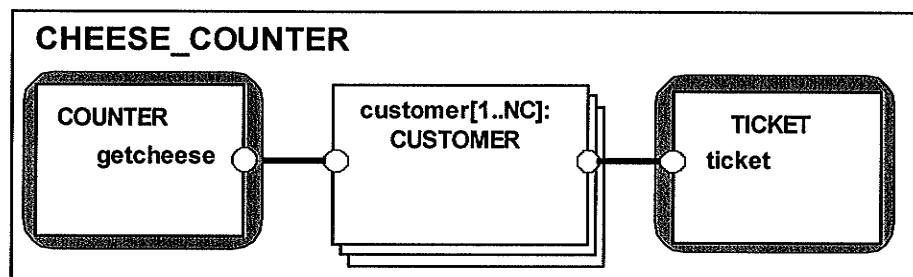 CHEESE_COUNTER
COUNTER
getcheese
customer[1..NC]:
CUSTOMER
TICKET
ticket